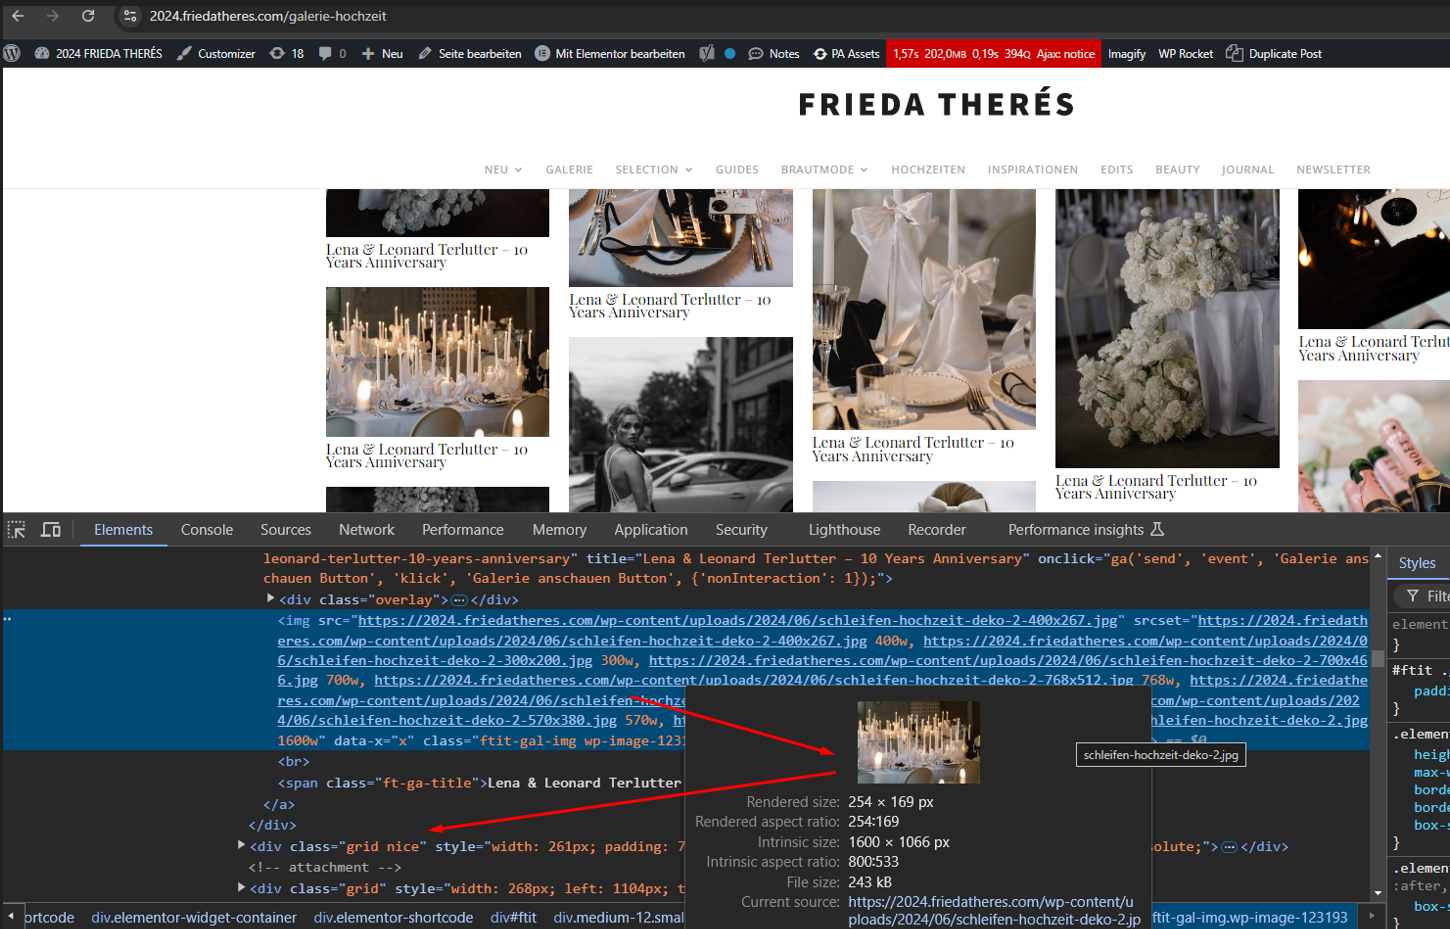 2024.friedatheres.com/galerie-hochzeit
2024 FRIEDA THERÉS Customizer 18 0 Neu Seite bearbeiten Mit Elementor bearbeiten Notes PA Assets 1,57s 202,0MB 0,19s 394Q Ajax: notice Imagify WP Rocket Duplicate Post
FRIEDA THERÉS
NEU GALERIE SELECTION GUIDES BRAUTMODE HOCHZEITEN INSPIRATIONEN EDITS BEAUTY JOURNAL NEWSLETTER
Lena & Leonard Terlutter – 10
Years Anniversary
Lena & Leonard Terlutter – 10
Years Anniversary
Lena & Leonard Terlutter – 10
Years Anniversary
Lena & Leonard Terlutter – 10
Years Anniversary
Lena & Leonard Terlutter – 10
Years Anniversary
Lena & Leonard Terlutter – 10
Years Anniversary
Elements Console Sources Network Performance Memory Application Security Lighthouse Recorder Performance insights
leonard-terlutter-10-years-anniversary" title="Lena & Leonard Terlutter – 10 Years Anniversary" onclick="ga('send', 'event', 'Galerie ans
chauen Button', 'klick', 'Galerie anschauen Button', {'nonInteraction': 1});">
<div class="overlay">…</div>
<img src="https://2024.friedatheres.com/wp-content/uploads/2024/06/schleifen-hochzeit-deko-2-400x267.jpg" srcset="https://2024.friedath
eres.com/wp-content/uploads/2024/06/schleifen-hochzeit-deko-2-400x267.jpg 400w, https://2024.friedatheres.com/wp-content/uploads/2024/0
6/schleifen-hochzeit-deko-2-300x200.jpg 300w, https://2024.friedatheres.com/wp-content/uploads/2024/06/schleifen-hochzeit-deko-2-700x46
6.jpg 700w, https://2024.friedatheres.com/wp-content/uploads/2024/06/schleifen-hochzeit-deko-2-768x512.jpg 768w, https://2024.friedathe
res.com/wp-content/uploads/2024/06/schleifen-hochz com/wp-content/uploads/202
4/06/schleifen-hochzeit-deko-2-570x380.jpg 570w, ht /schleifen-hochzeit-deko-2.jpg
1600w" data-x="x" class="ftit-gal-img wp-image-1231 == $0
<br>
<span class="ft-ga-title">Lena & Leonard Terlutter
</a>
</div>
<div class="grid nice" style="width: 261px; padding: 7 solute;">…</div>
<!-- attachment -->
<div class="grid" style="width: 268px; left: 1104px; t
schleifen-hochzeit-deko-2.jpg
Rendered size: 254 × 169 px
Rendered aspect ratio: 254:169
Intrinsic size: 1600 × 1066 px
Intrinsic aspect ratio: 800:533
File size: 243 kB
Current source: https://2024.friedatheres.com/wp-content/u
ploads/2024/06/schleifen-hochzeit-deko-2.jp
Styles
Filte
element
}
#ftit .
paddi
}
.elemen
heigh
max-w
borde
borde
box-s
}
.elemen
:after,
box-s
}
ortcode div.elementor-widget-container div.elementor-shortcode div#ftit div.medium-12.smal ftit-gal-img.wp-image-123193